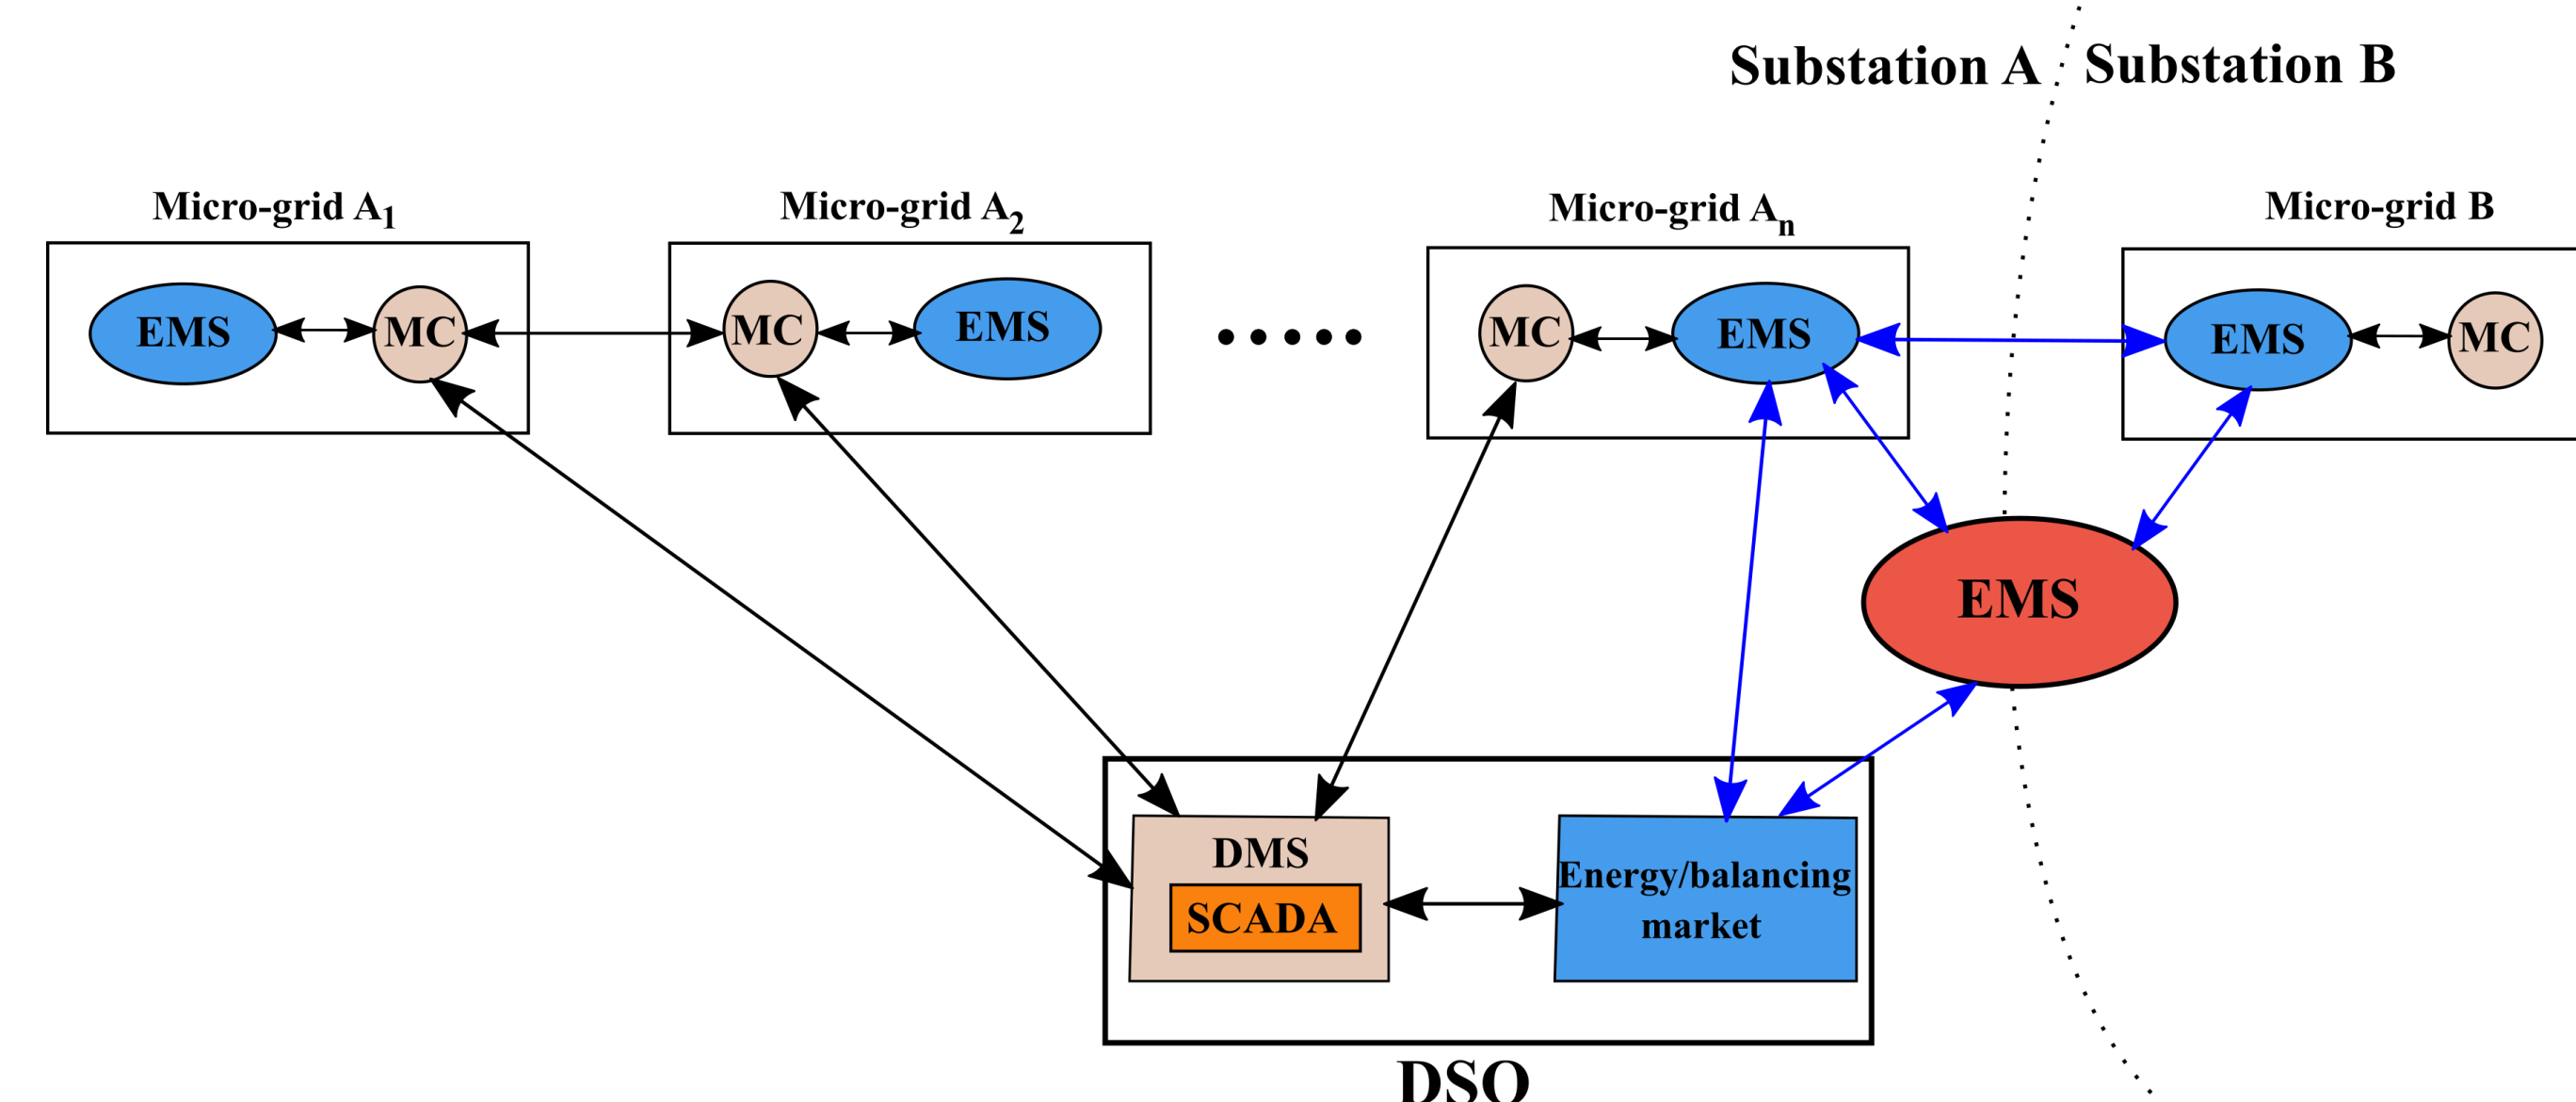 Substation A
Substation B
Micro-grid A1
Micro-grid A2
Micro-grid An
Micro-grid B
EMS
MC
MC
EMS
MC
EMS
EMS
MC
EMS
DMS
SCADA
Energy/balancing
market
DSO